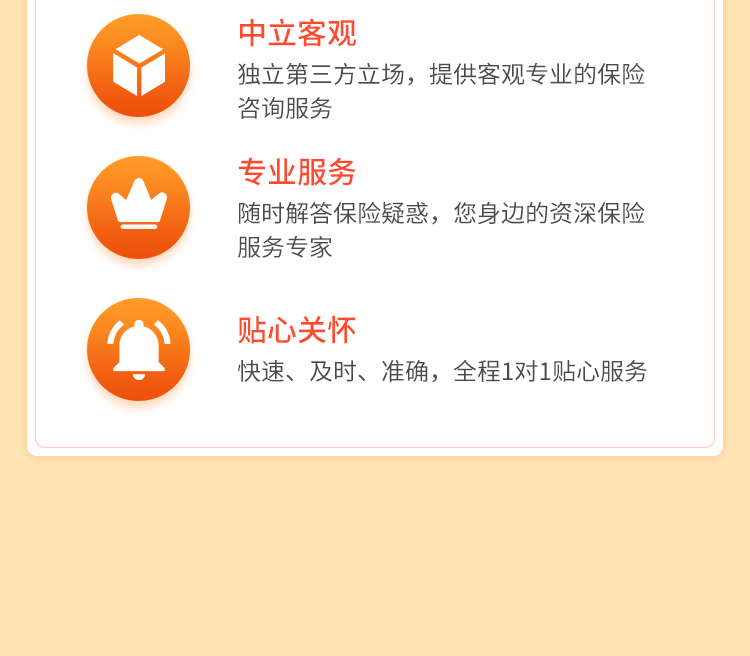 中立客观
独立第三方立场，提供客观专业的保险
咨询服务
专业服务
随时解答保险疑惑，您身边的资深保险
服务专家
贴心关怀
快速、及时、准确，全程1对1贴心服务